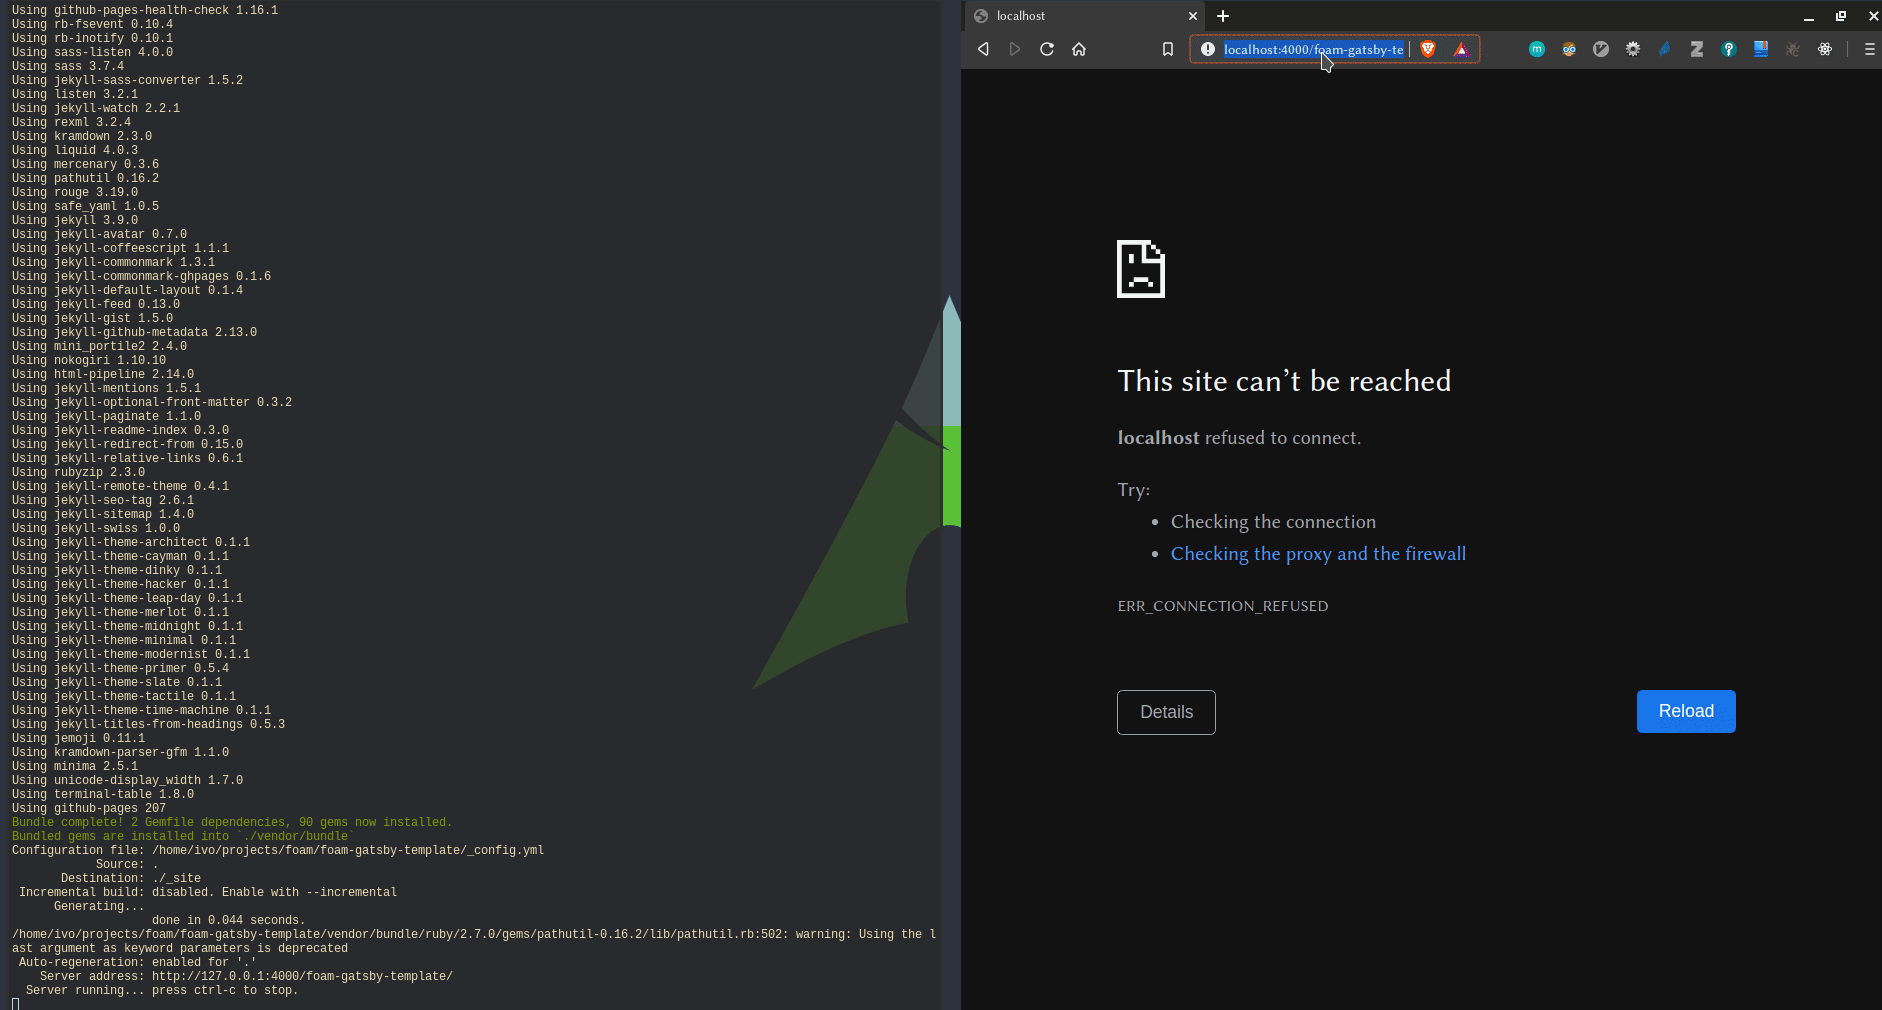 Using github-pages-health-check 1.16.1
Using rb-fsevent 0.10.4
Using rb-inotify 0.10.1
Using sass-listen 4.0.0
Using sass 3.7.4
Using jekyll-sass-converter 1.5.2
Using listen 3.2.1
Using jekyll-watch 2.2.1
Using rexml 3.2.4
Using kramdown 2.3.0
Using liquid 4.0.3
Using mercenary 0.3.6
Using pathutil 0.16.2
Using rouge 3.19.0
Using safe_yaml 1.0.5
Using jekyll 3.9.0
Using jekyll-avatar 0.7.0
Using jekyll-coffeescript 1.1.1
Using jekyll-commonmark 1.3.1
Using jekyll-commonmark-ghpages 0.1.6
Using jekyll-default-layout 0.1.4
Using jekyll-feed 0.13.0
Using jekyll-gist 1.5.0
Using jekyll-github-metadata 2.13.0
Using mini_portile2 2.4.0
Using nokogiri 1.10.10
Using html-pipeline 2.14.0
Using jekyll-mentions 1.5.1
Using jekyll-optional-front-matter 0.3.2
Using jekyll-paginate 1.1.0
Using jekyll-readme-index 0.3.0
Using jekyll-redirect-from 0.15.0
Using jekyll-relative-links 0.6.1
Using rubyzip 2.3.0
Using jekyll-remote-theme 0.4.1
Using jekyll-seo-tag 2.6.1
Using jekyll-sitemap 1.4.0
Using jekyll-swiss 1.0.0
Using jekyll-theme-architect 0.1.1
Using jekyll-theme-cayman 0.1.1
Using jekyll-theme-dinky 0.1.1
Using jekyll-theme-hacker 0.1.1
Using jekyll-theme-leap-day 0.1.1
Using jekyll-theme-merlot 0.1.1
Using jekyll-theme-midnight 0.1.1
Using jekyll-theme-minimal 0.1.1
Using jekyll-theme-modernist 0.1.1
Using jekyll-theme-primer 0.5.4
Using jekyll-theme-slate 0.1.1
Using jekyll-theme-tactile 0.1.1
Using jekyll-theme-time-machine 0.1.1
Using jekyll-titles-from-headings 0.5.3
Using jemoji 0.11.1
Using kramdown-parser-gfm 1.1.0
Using minima 2.5.1
Using unicode-display_width 1.7.0
Using terminal-table 1.8.0
Using github-pages 207
Bundle complete! 2 Gemfile dependencies, 90 gems now installed.
Bundled gems are installed into `./vendor/bundle`
Configuration file: /home/ivo/projects/foam/foam-gatsby-template/_config.yml
Source: .
Destination: ./_site
Incremental build: disabled. Enable with --incremental
Generating...
done in 0.044 seconds.
/home/ivo/projects/foam/foam-gatsby-template/vendor/bundle/ruby/2.7.0/gems/pathutil-0.16.2/lib/pathutil.rb:502: warning: Using the l
ast argument as keyword parameters is deprecated
Auto-regeneration: enabled for '.'
Server address: http://127.0.0.1:4000/foam-gatsby-template/
Server running... press ctrl-c to stop.
localhost
localhost:4000/foam-gatsby-te
This site can’t be reached
localhost refused to connect.
Try:
• Checking the connection
• Checking the proxy and the firewall
ERR_CONNECTION_REFUSED
Details
Reload